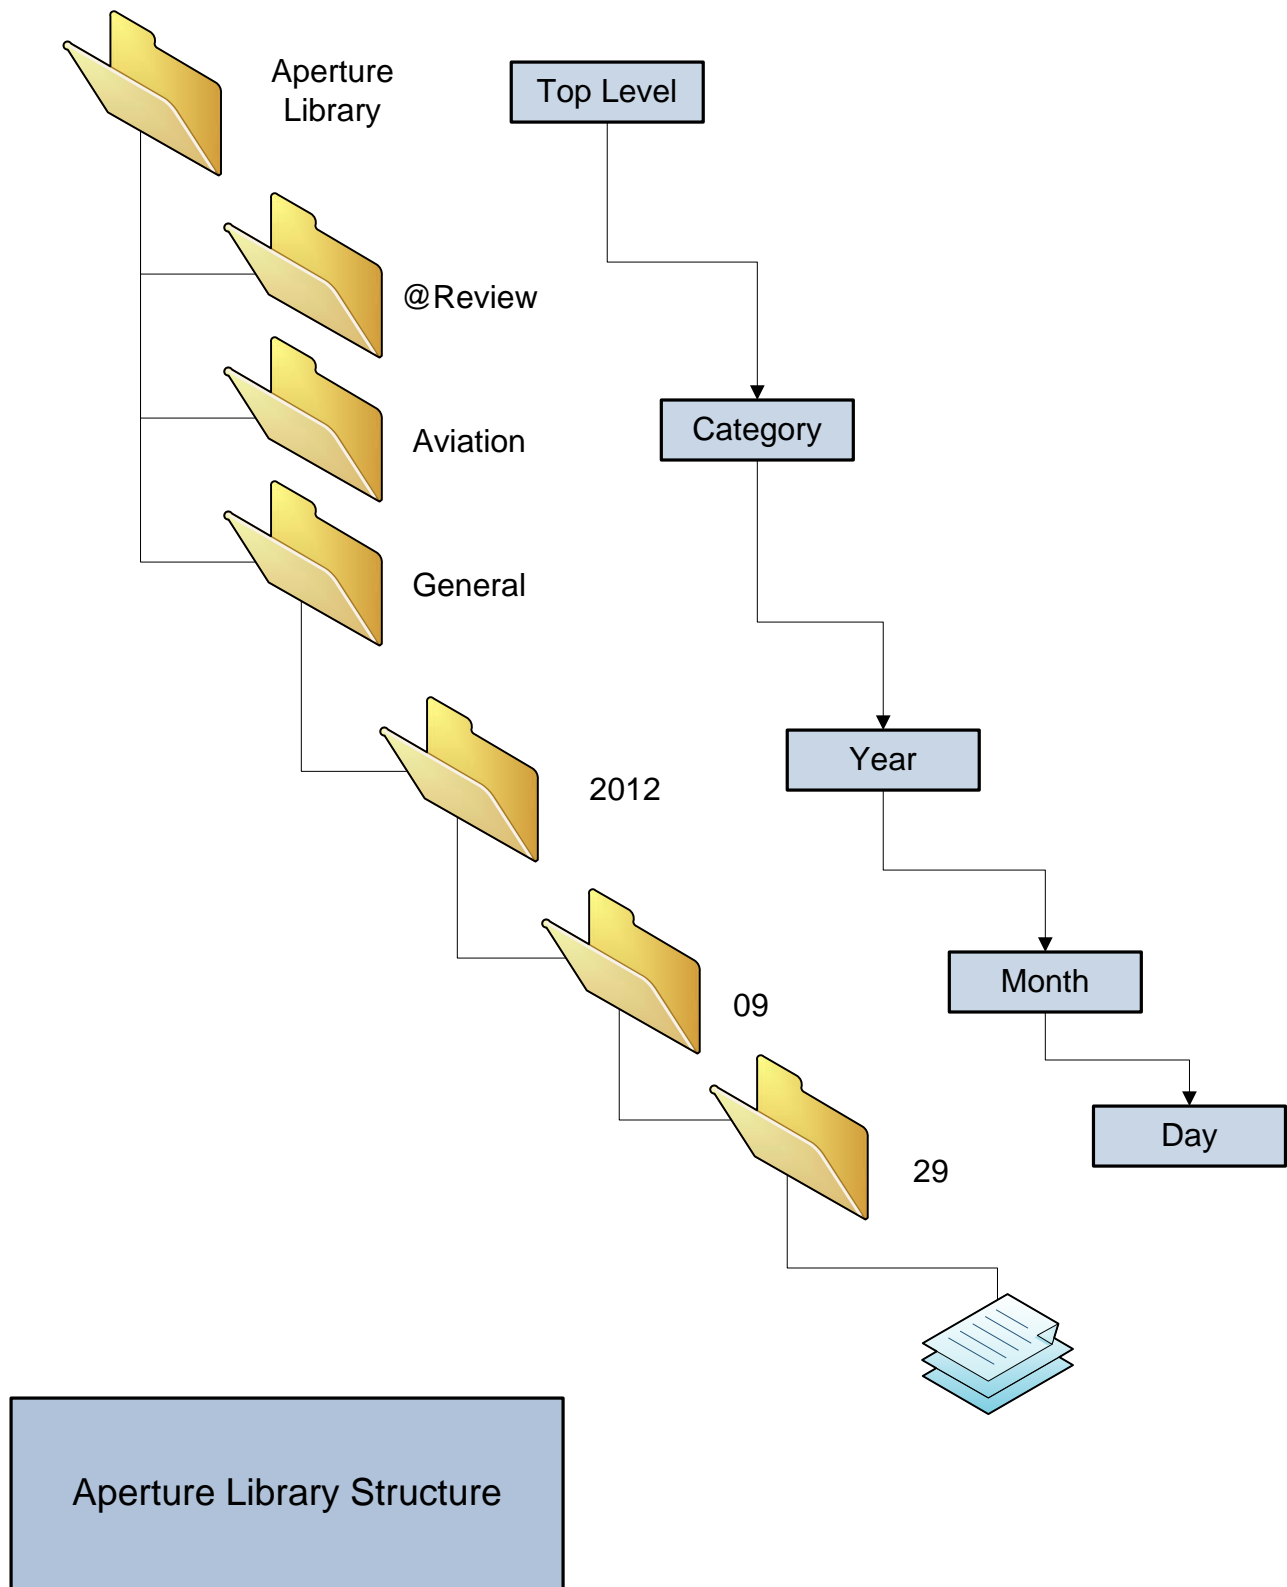 Aperture
Library
Top Level
@Review
Category
Aviation
General
Year
2012
Month
09
Day
29
Aperture Library Structure